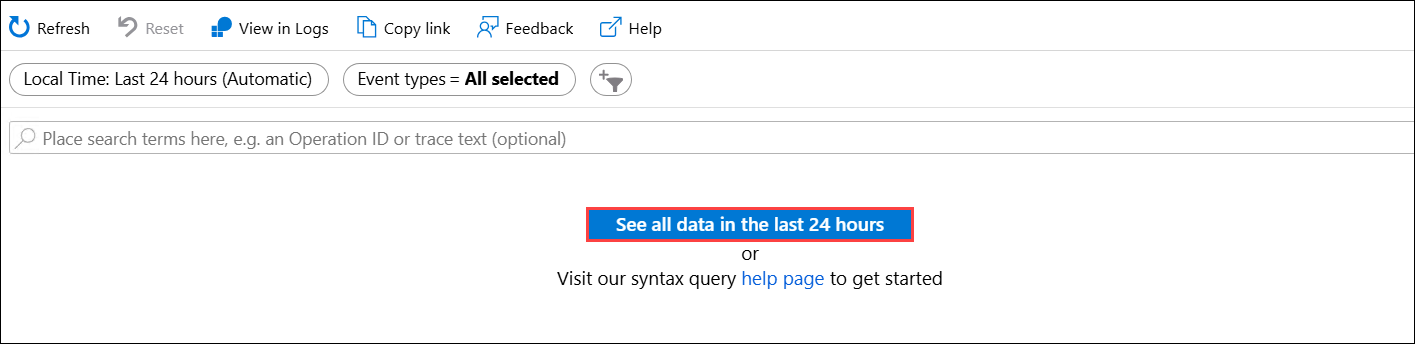 Refresh Reset View in Logs Copy link Feedback Help
Local Time: Last 24 hours (Automatic) Event types = All selected
Place search terms here, e.g. an Operation ID or trace text (optional)
See all data in the last 24 hours
or
Visit our syntax query help page to get started